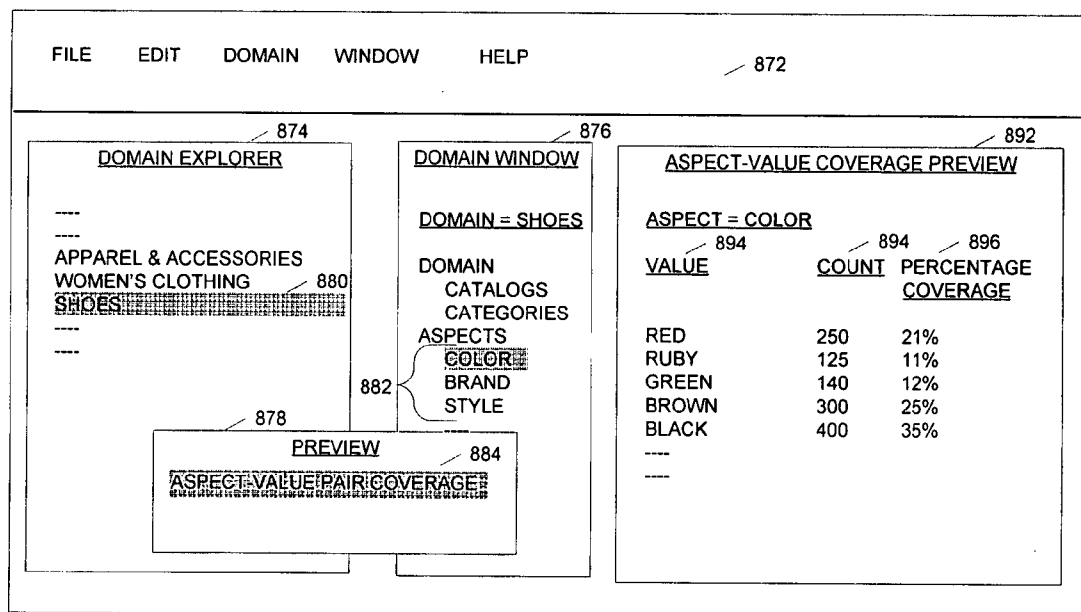 FILE EDIT DOMAIN WINDOW HELP
872
874
DOMAIN EXPLORER
----
----
APPAREL & ACCESSORIES
WOMEN'S CLOTHING
880
SHOES
----
----
876
DOMAIN WINDOW
DOMAIN = SHOES
DOMAIN
CATALOGS
CATEGORIES
ASPECTS
COLOR
882
BRAND
STYLE
----
878
PREVIEW
884
ASPECT-VALUE PAIR COVERAGE
892
ASPECT-VALUE COVERAGE PREVIEW
ASPECT = COLOR
894 894 896
VALUE COUNT PERCENTAGE
COVERAGE
RED 250 21%
RUBY 125 11%
GREEN 140 12%
BROWN 300 25%
BLACK 400 35%
----
----